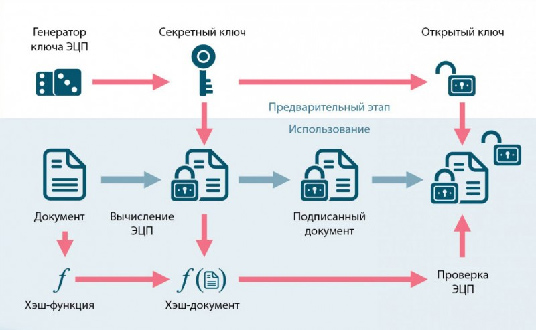 Генератор
ключа ЭЦП
Секретный ключ
Открытый ключ
Предварительный этап
Использование
Документ
Вычисление
ЭЦП
Подписанный
документ
Проверка
ЭЦП
f
f( )
Хэш-функция
Хэш-документ